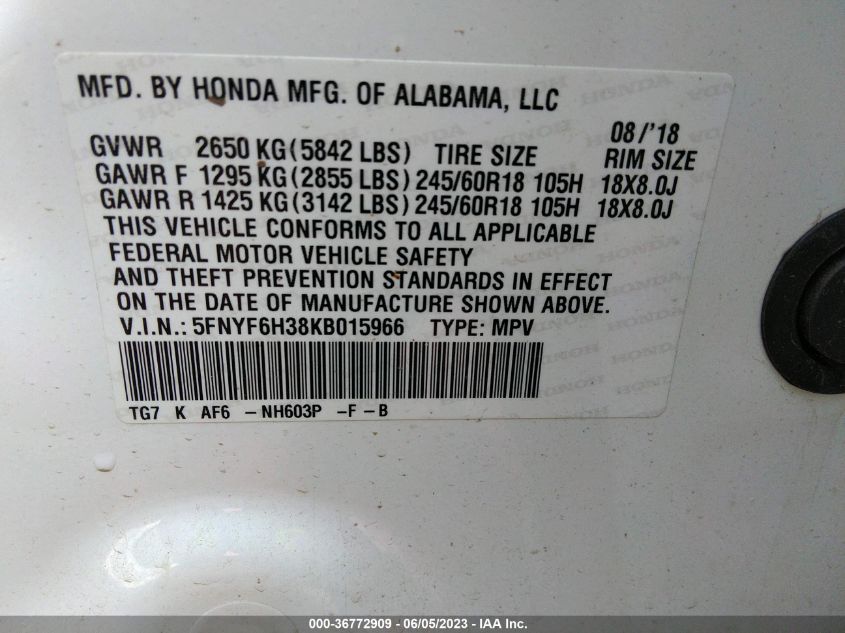 MFD. BY HONDA MFG. OF ALABAMA, LLC
08/'18
GVWR 2650 KG (5842 LBS) TIRE SIZE RIM SIZE
GAWR F 1295 KG (2855 LBS) 245/60R18 105H 18X8.0J
GAWR R 1425 KG (3142 LBS) 245/60R18 105H 18X8.0J
THIS VEHICLE CONFORMS TO ALL APPLICABLE
FEDERAL MOTOR VEHICLE SAFETY
AND THEFT PREVENTION STANDARDS IN EFFECT
ON THE DATE OF MANUFACTURE SHOWN ABOVE.
V.I.N.: 5FNYF6H38KB015966 TYPE: MPV
TG7 K AF6 -NH603P -F-B
000-36772909 - 06/05/2023 - IAA Inc.